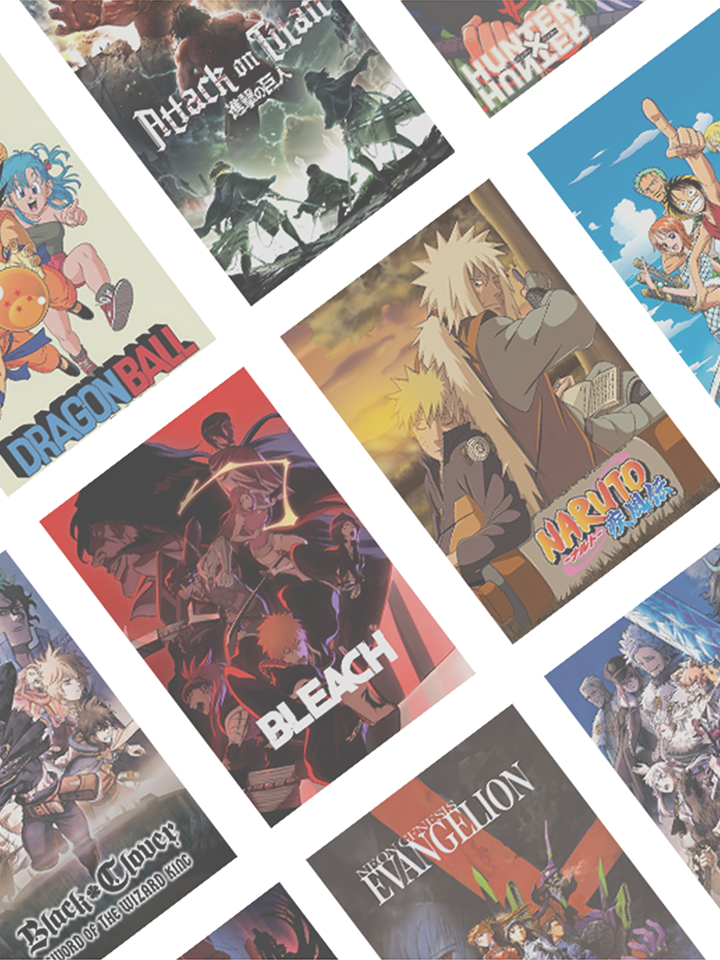 Attack on Titan
進撃の巨人
HUNTER
×
HUNTER
DRAGON BALL
NARUTO
-ナルト-
疾風伝
BLEACH
Black Clover
SWORD OF THE WIZARD KING
NEON GENESIS
EVANGELION